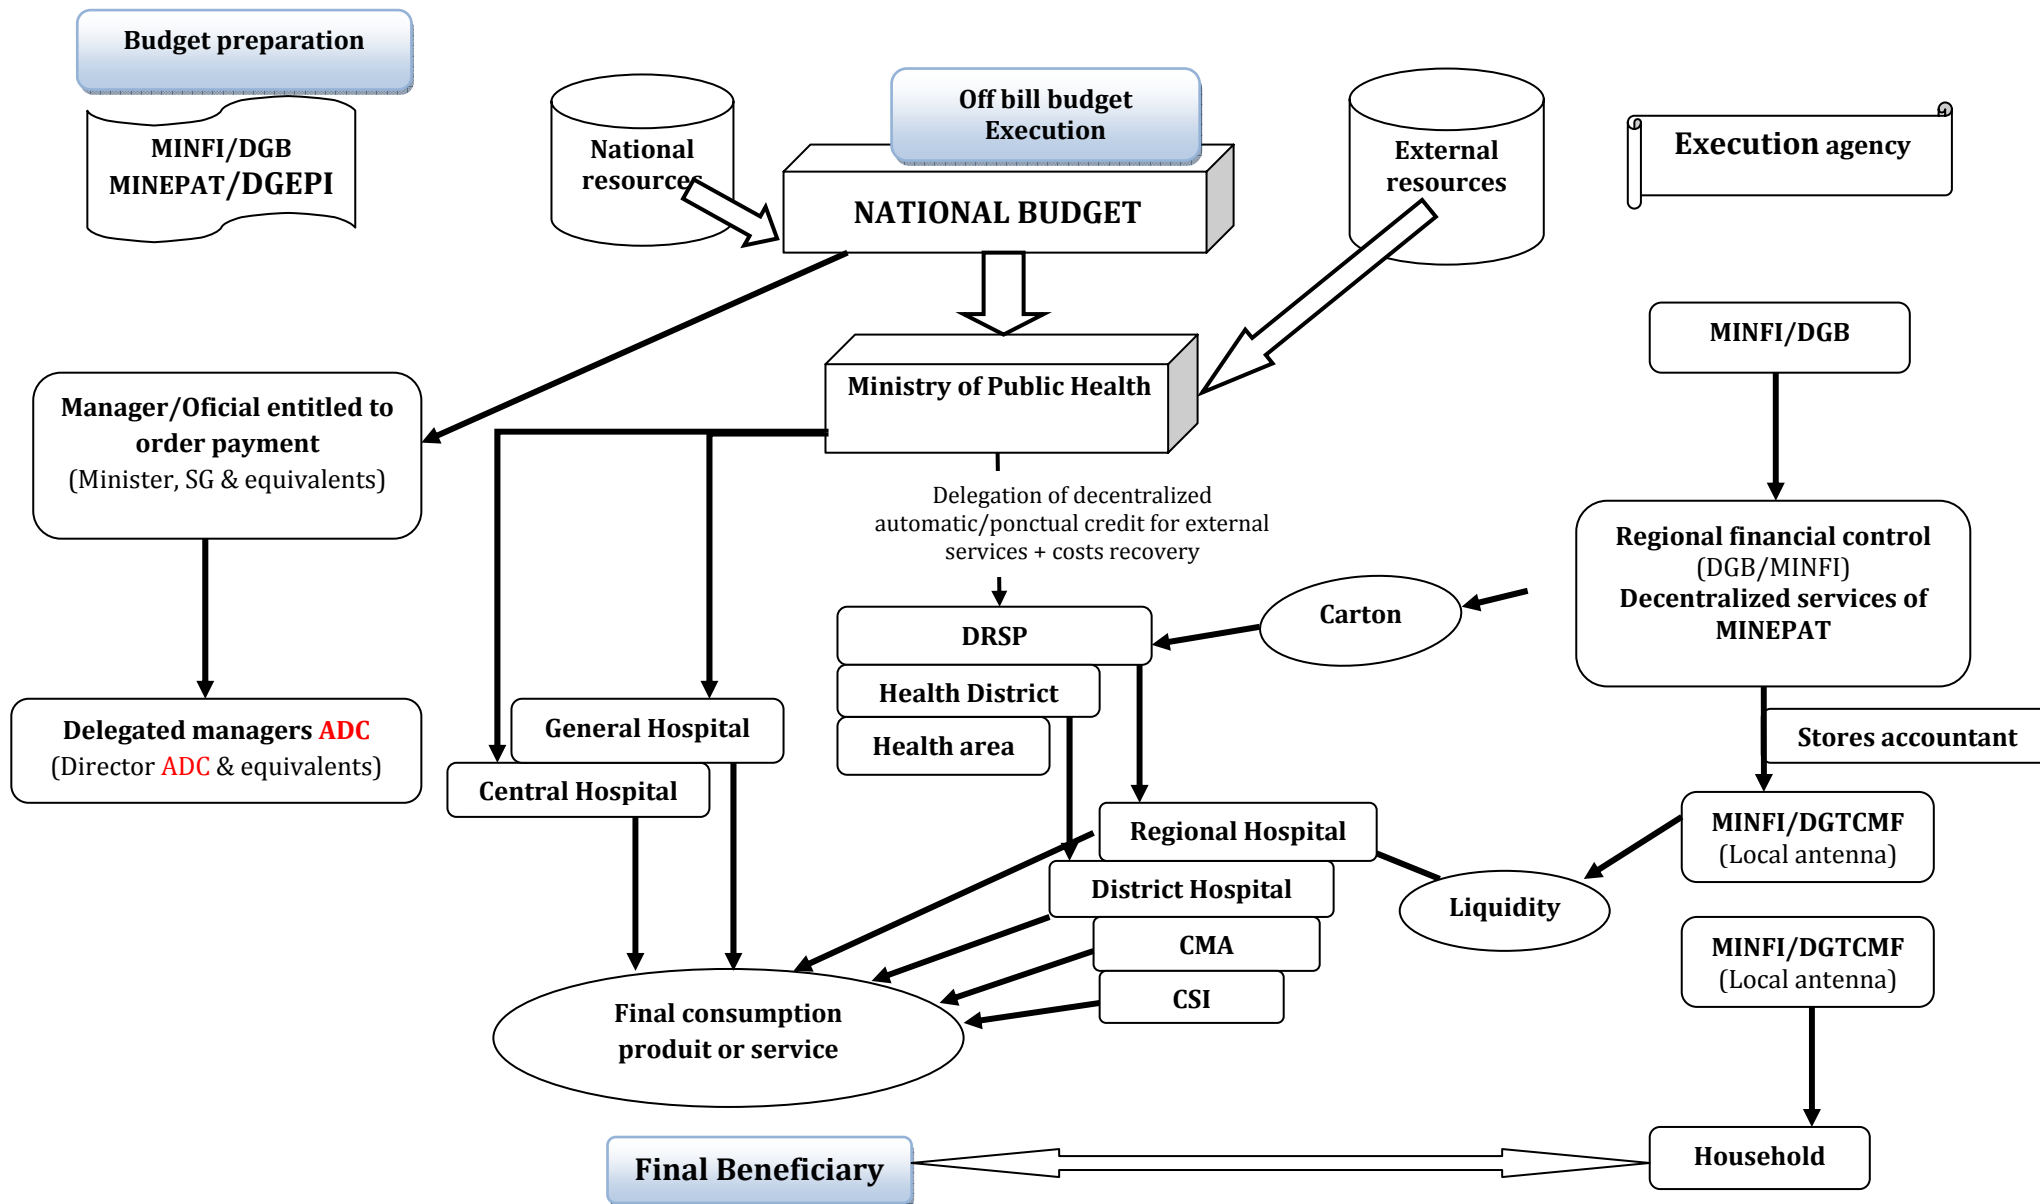 Budget preparation
MINFI/DGB
MINEPAT/DGEPI
National
resources
Off bill budget
Execution
NATIONAL BUDGET
External
resources
Execution agency
MINFI/DGB
Ministry of Public Health
Manager/Oficial entitled to
order payment
(Minister, SG & equivalents)
Delegation of decentralized
automatic/ponctual credit for external
services + costs recovery
Regional financial control
(DGB/MINFI)
Decentralized services of
MINEPAT
Carton
DRSP
Health District
Health area
Delegated managers ADC
(Director ADC & equivalents)
General Hospital
Central Hospital
Stores accountant
Regional Hospital
District Hospital
CMA
CSI
MINFI/DGTCMF
(Local antenna)
Liquidity
MINFI/DGTCMF
(Local antenna)
Final consumption
produit or service
Final Beneficiary
Household